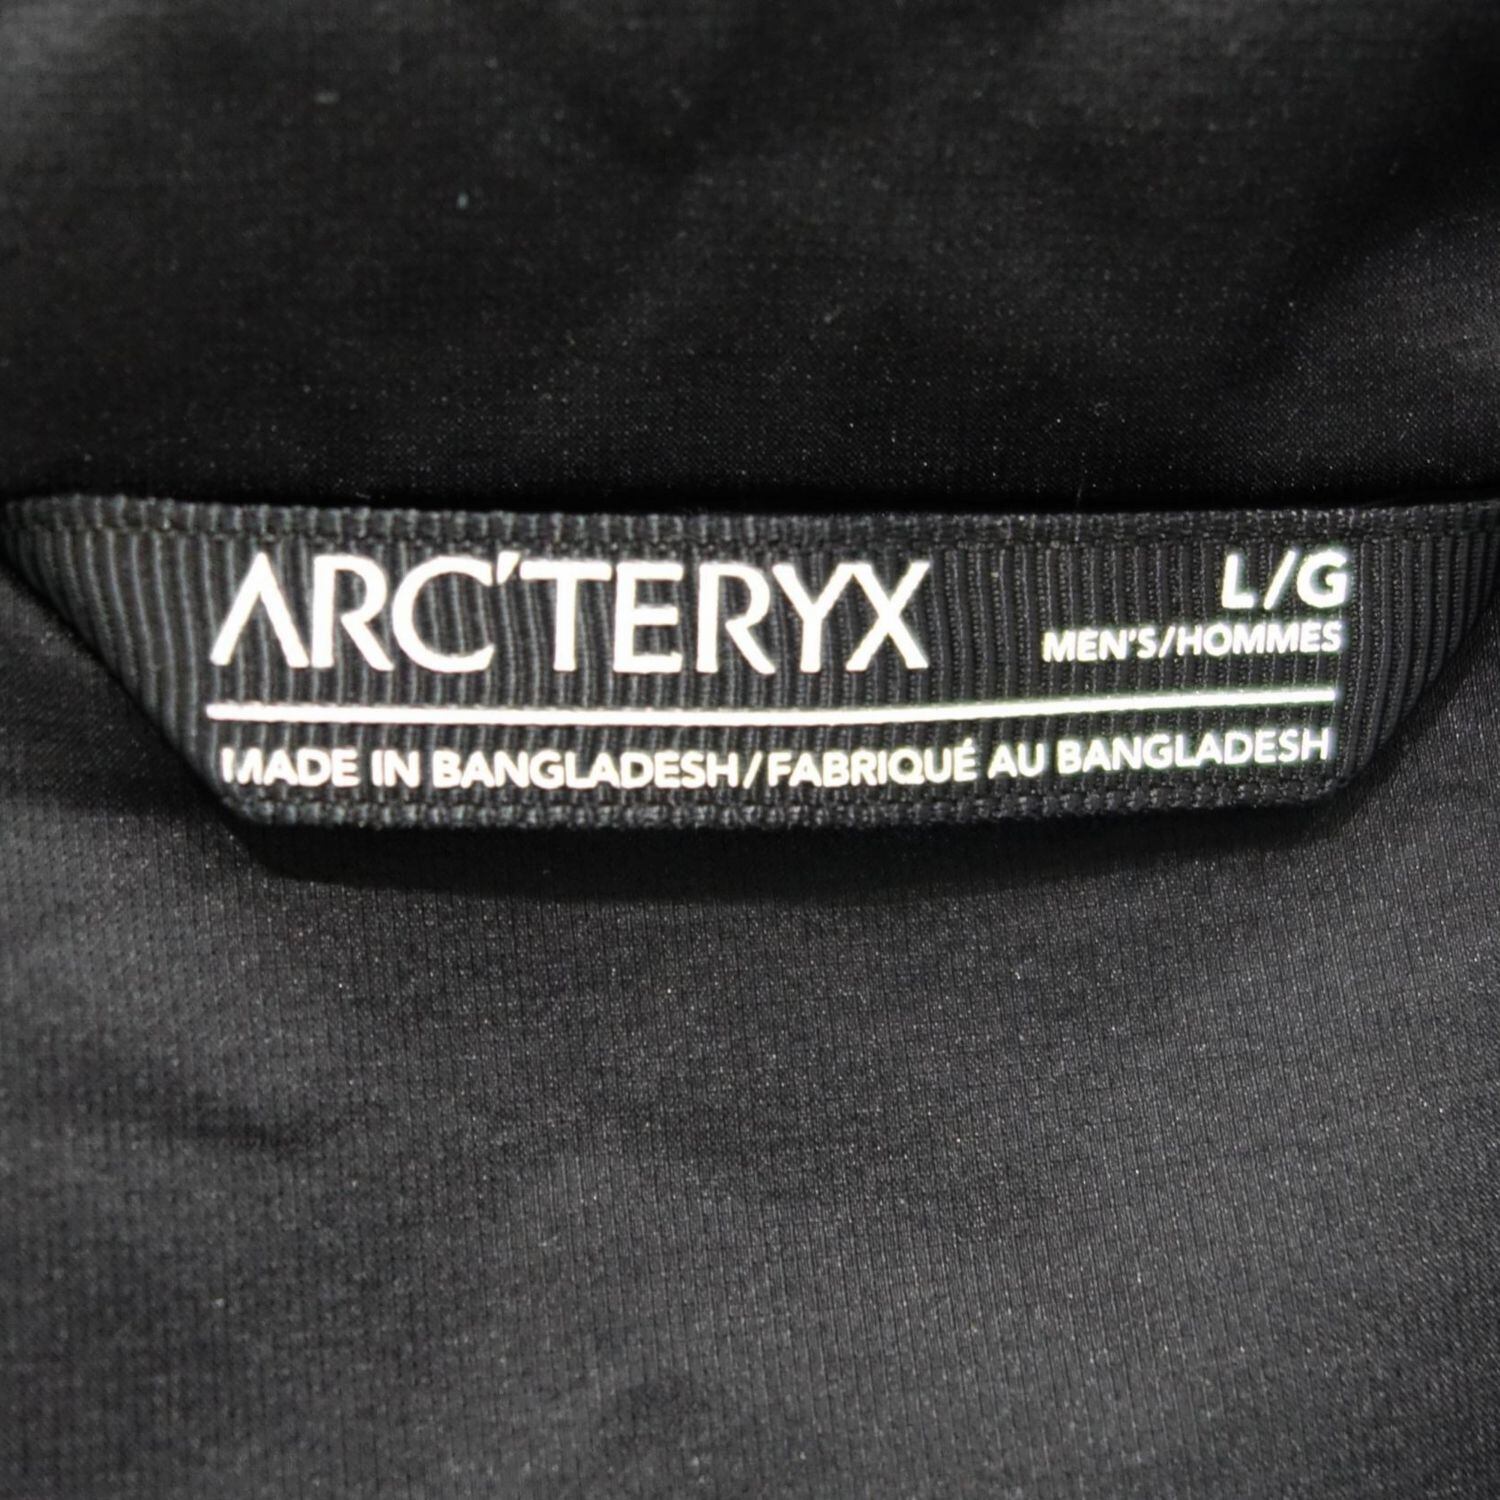 ARC'TERYX
L/G
MEN'S/HOMMES
MADE IN BANGLADESH/FABRIQUÉ AU BANGLADESH